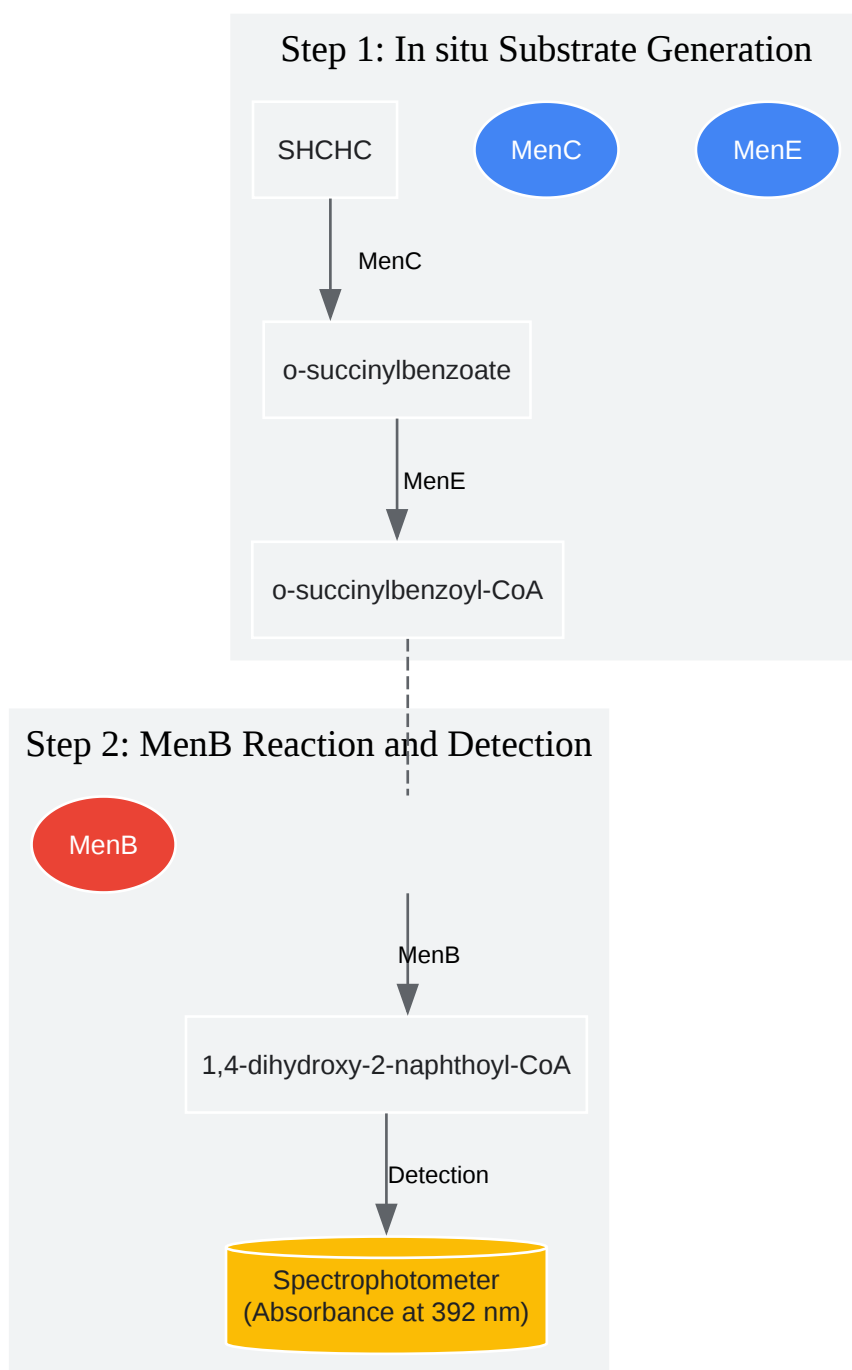 Step 1: In situ Substrate Generation
SHCHC
MenC
MenE
MenC
o-succinylbenzoate
MenE
o-succinylbenzoyl-CoA
Step 2: MenB Reaction and Detection
MenB
MenB
1,4-dihydroxy-2-naphthoyl-CoA
Detection
Spectrophotometer
(Absorbance at 392 nm)